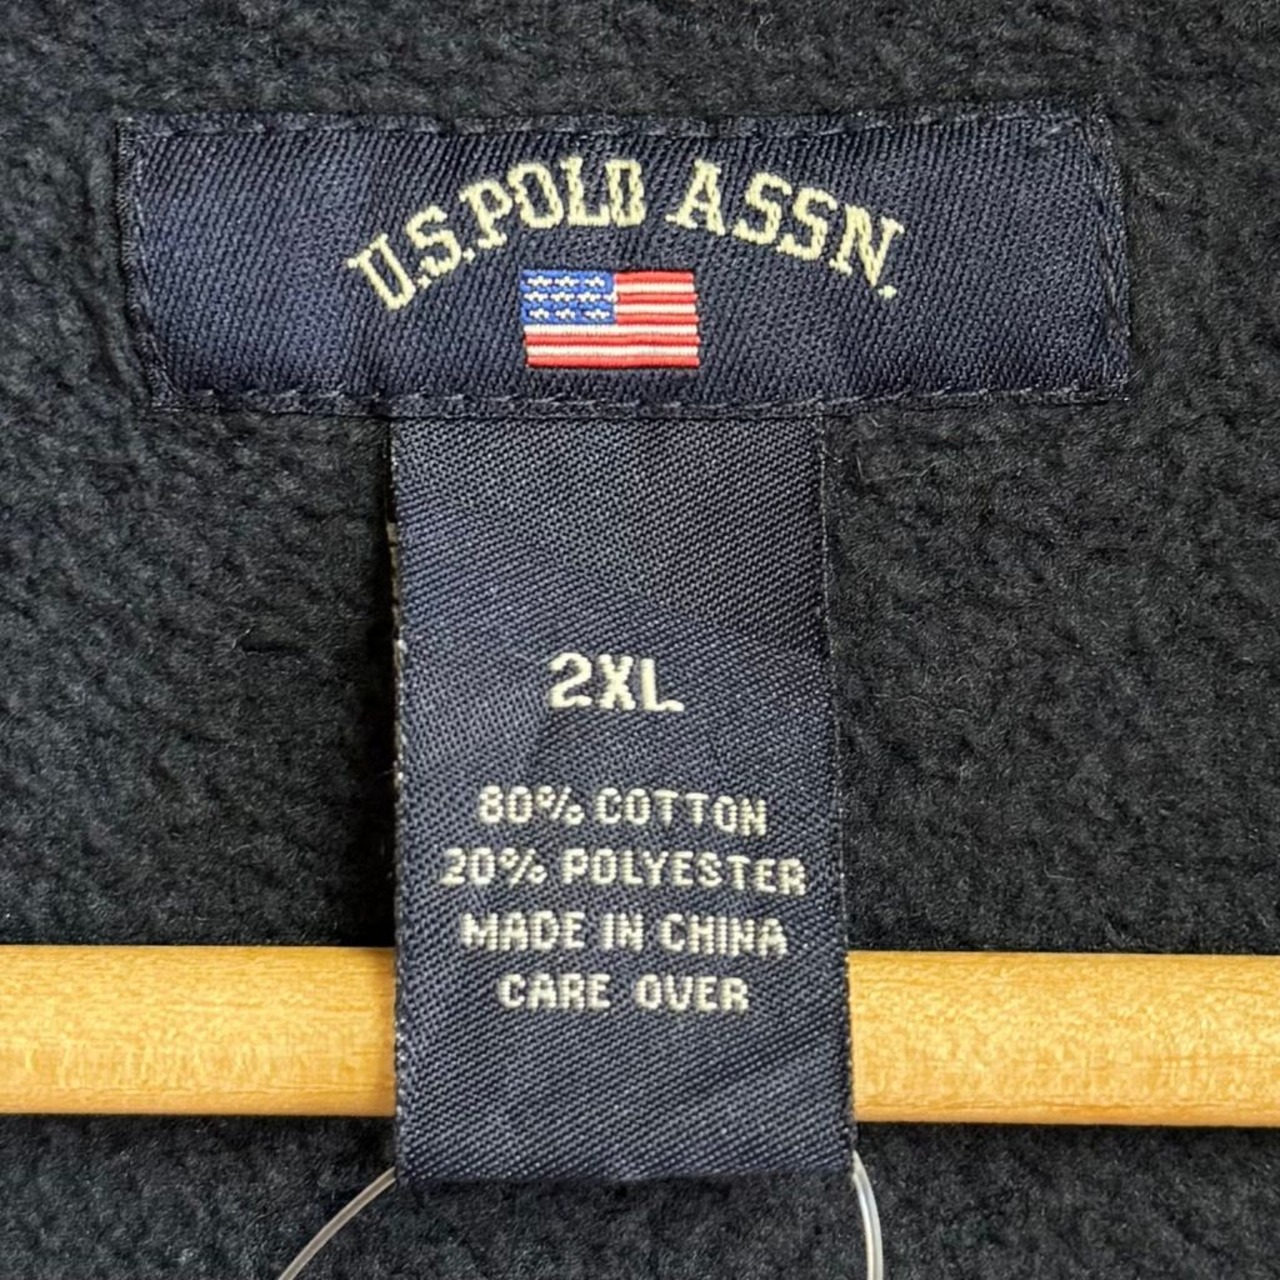 U.S. POLO ASSN.
2XL
80% COTTON
20% POLYESTER
MADE IN CHINA
CARE OVER